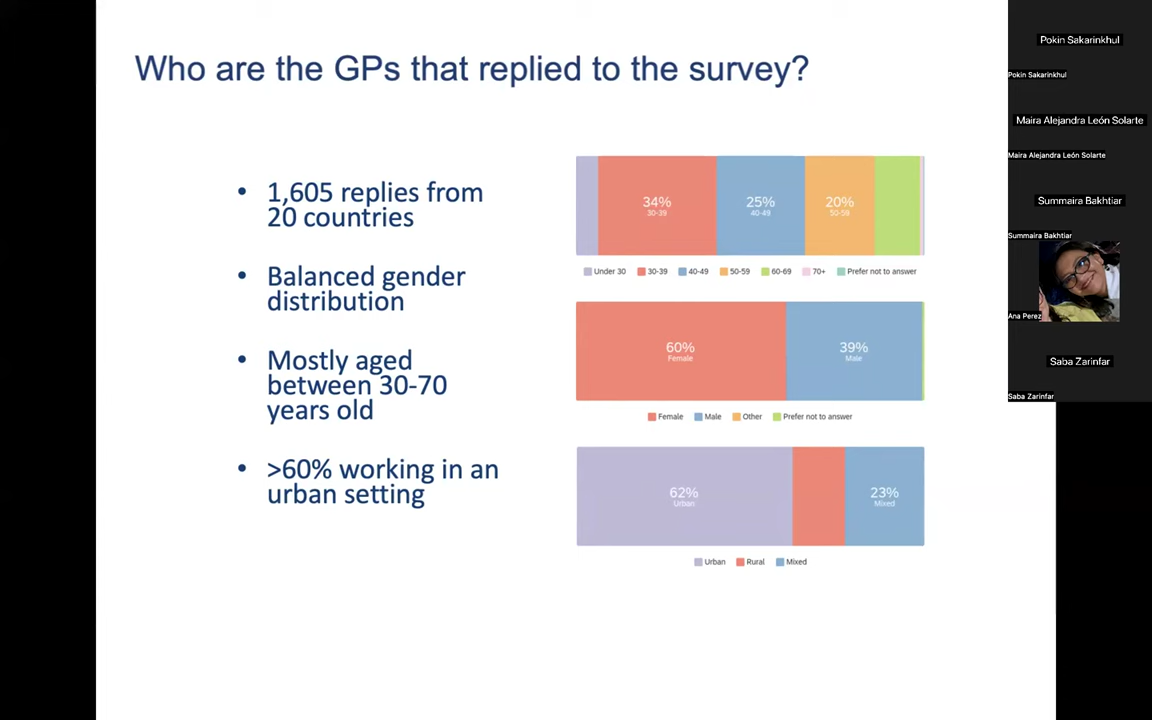 Who are the GPs that replied to the survey?
• 1,605 replies from
20 countries
• Balanced gender
distribution
• Mostly aged
between 30-70
years old
• >60% working in an
urban setting
34%
30-39
25%
40-49
20%
50-59
Under 30 30-39 40-49 50-59 60-69 70+ Prefer not to answer
60%
Female
39%
Male
Female Male Other Prefer not to answer
62%
Urban
23%
Mixed
Urban Rural Mixed
Pokin Sakarinkhul
Pokin Sakarinkhul
Maira Alejandra León Solarte
Maira Alejandra León Solarte
Summaira Bakhtiar
Summaira Bakhtiar
Ana Perez
Saba Zarinfar
Saba Zarinfar